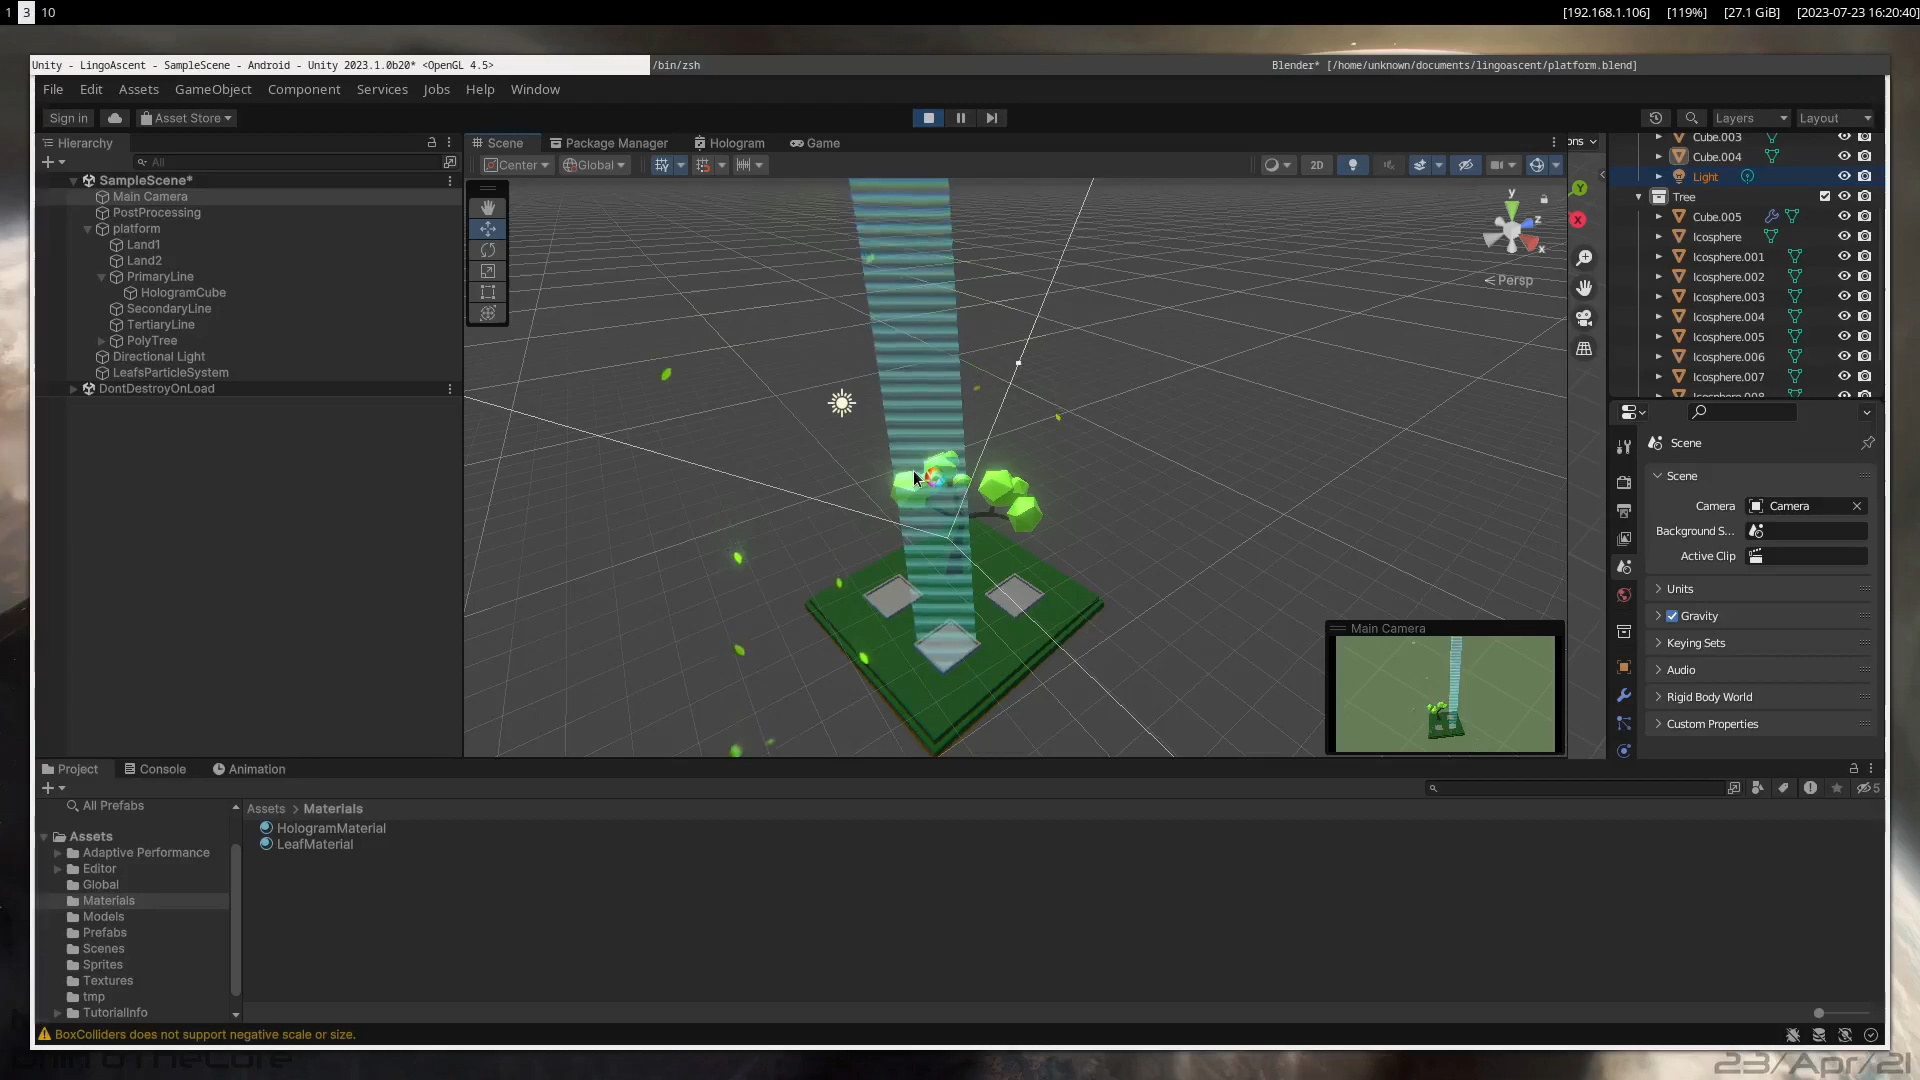 1 3 10
[192.168.1.106] [119%] [27.1 GiB] [2023-07-23 16:20:40]
Unity - LingoAscent - SampleScene - Android - Unity 2023.1.0b20* <OpenGL 4.5>
/bin/zsh
Blender* [/home/unknown/documents/lingoascent/platform.blend]
File Edit Assets GameObject Component Services Jobs Help Window
Sign in Asset Store
Layers Layout
Hierarchy
All
SampleScene*
Main Camera
PostProcessing
platform
Land1
Land2
PrimaryLine
HologramCube
SecondaryLine
TertiaryLine
PolyTree
Directional Light
LeafsParticleSystem
DontDestroyOnLoad
Scene Package Manager Hologram Game
Center Global 2D
y
z
x
Persp
Main Camera
ons
Y
X
Cube.003
Cube.004
Light
Tree
Cube.005
Icosphere
Icosphere.001
Icosphere.002
Icosphere.003
Icosphere.004
Icosphere.005
Icosphere.006
Icosphere.007
Icosphere.008
Scene
Scene
Camera Camera
Background S...
Active Clip
Units
Gravity
Keying Sets
Audio
Rigid Body World
Custom Properties
Project Console Animation
5
All Prefabs
Assets
Adaptive Performance
Editor
Global
Materials
Models
Prefabs
Scenes
Sprites
Textures
tmp
TutorialInfo
Assets > Materials
HologramMaterial
LeafMaterial
BoxColliders does not support negative scale or size.
23/Apr/21